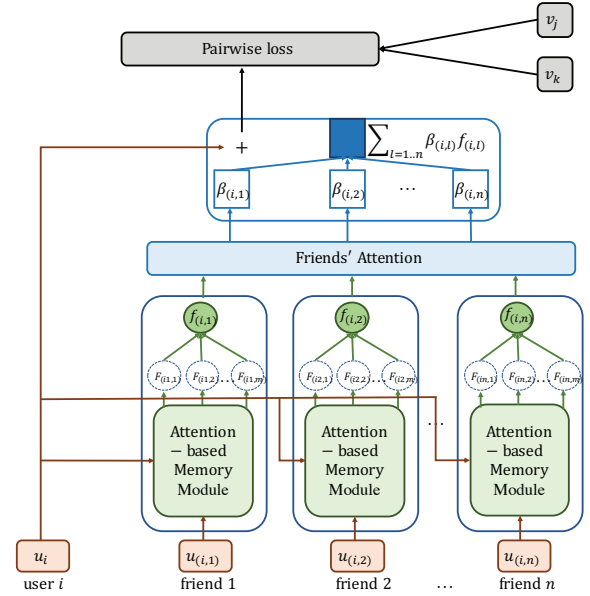 v_j
Pairwise loss
v_k
+
∑_{l=1..n} β_{(i,l)} f_{(i,l)}
β_{(i,1)} β_{(i,2)} ⋯ β_{(i,n)}
Friends' Attention
f_{(i,1)} f_{(i,2)} f_{(i,n)}
F_{(i1,1)} F_{(i1,2)} … F_{(i1,m)} F_{(i2,1)} F_{(i2,2)} … F_{(i2,m)} F_{(in,1)} F_{(in,2)} … F_{(in,m)}
…
Attention
− based
Memory
Module
Attention
− based
Memory
Module
Attention
− based
Memory
Module
u_i u_{(i,1)} u_{(i,2)} u_{(i,n)}
user i friend 1 friend 2 … friend n